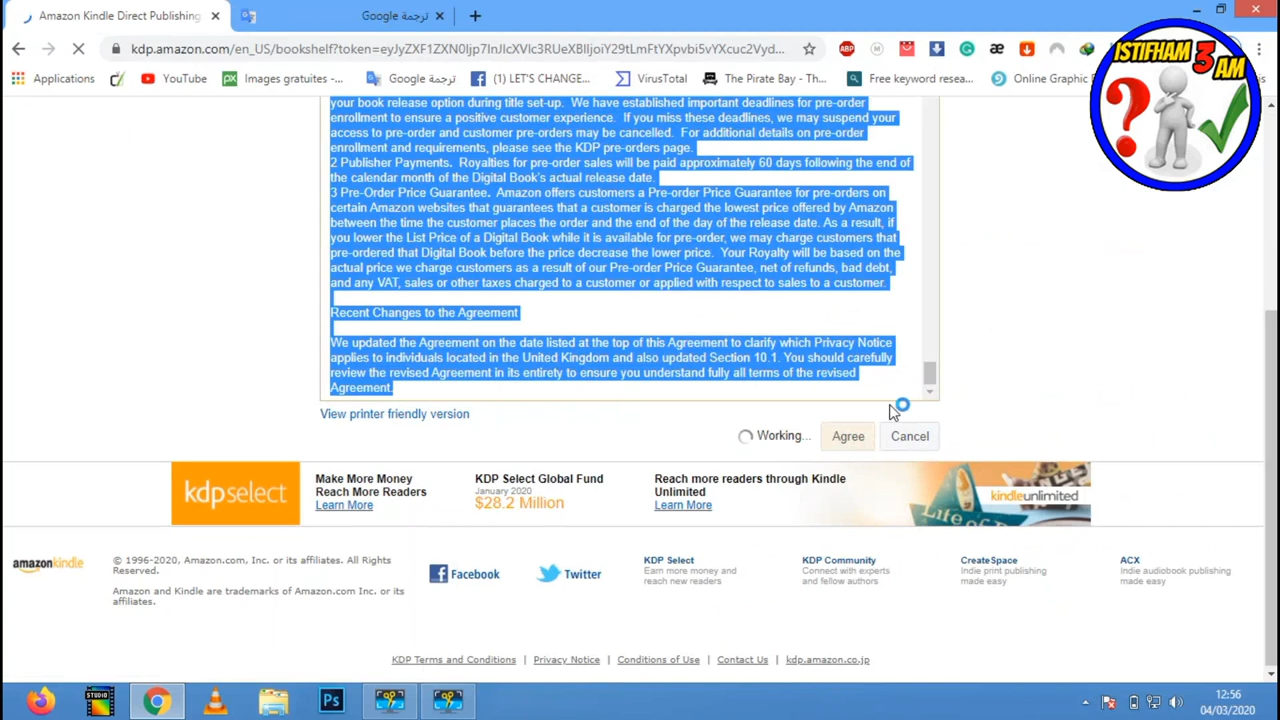 Amazon Kindle Direct Publishing
ترجمة Google
kdp.amazon.com/en_US/bookshelf?token=eyJyZXF1ZXN0Ijp7InJlcXVlc3RUeXBlIjoiY29tLmFtYXpvbi5vYXcuc2Vyd...
ABP
M
æ
Applications
YouTube
Images gratuites -...
ترجمة Google
(1) LET'S CHANGE...
VirusTotal
The Pirate Bay - Th...
Free keyword resea...
Online Graphic
ISTIFHAM 3 AM
your book release option during title set-up. We have established important deadlines for pre-order
enrollment to ensure a positive customer experience. If you miss these deadlines, we may suspend your
access to pre-order and customer pre-orders may be cancelled. For additional details on pre-order
enrollment and requirements, please see the KDP pre-orders page.
2 Publisher Payments. Royalties for pre-order sales will be paid approximately 60 days following the end of
the calendar month of the Digital Book's actual release date.
3 Pre-Order Price Guarantee. Amazon offers customers a Pre-order Price Guarantee for pre-orders on
certain Amazon websites that guarantees that a customer is charged the lowest price offered by Amazon
between the time the customer places the order and the end of the day of the release date. As a result, if
you lower the List Price of a Digital Book while it is available for pre-order, we may charge customers that
pre-ordered that Digital Book before the price decrease the lower price. Your Royalty will be based on the
actual price we charge customers as a result of our Pre-order Price Guarantee, net of refunds, bad debt,
and any VAT, sales or other taxes charged to a customer or applied with respect to sales to a customer.
Recent Changes to the Agreement
We updated the Agreement on the date listed at the top of this Agreement to clarify which Privacy Notice
applies to individuals located in the United Kingdom and also updated Section 10.1. You should carefully
review the revised Agreement in its entirety to ensure you understand fully all terms of the revised
Agreement.
View printer friendly version
Working... Agree Cancel
kdpselect
Make More Money
Reach More Readers
Learn More
KDP Select Global Fund
January 2020
$28.2 Million
Reach more readers through Kindle
Unlimited
Learn More
kindleunlimited
amazonkindle
© 1996-2020, Amazon.com, Inc. or its affiliates. All Rights
Reserved.
Amazon and Kindle are trademarks of Amazon.com Inc. or its
affiliates.
Facebook
Twitter
KDP Select
Earn more money and
reach new readers
KDP Community
Connect with experts
and fellow authors
CreateSpace
Indie print publishing
made easy
ACX
Indie audiobook publishing
made easy
KDP Terms and Conditions | Privacy Notice | Conditions of Use | Contact Us | kdp.amazon.co.jp
STUDIO
Ps
12:56
04/03/2020